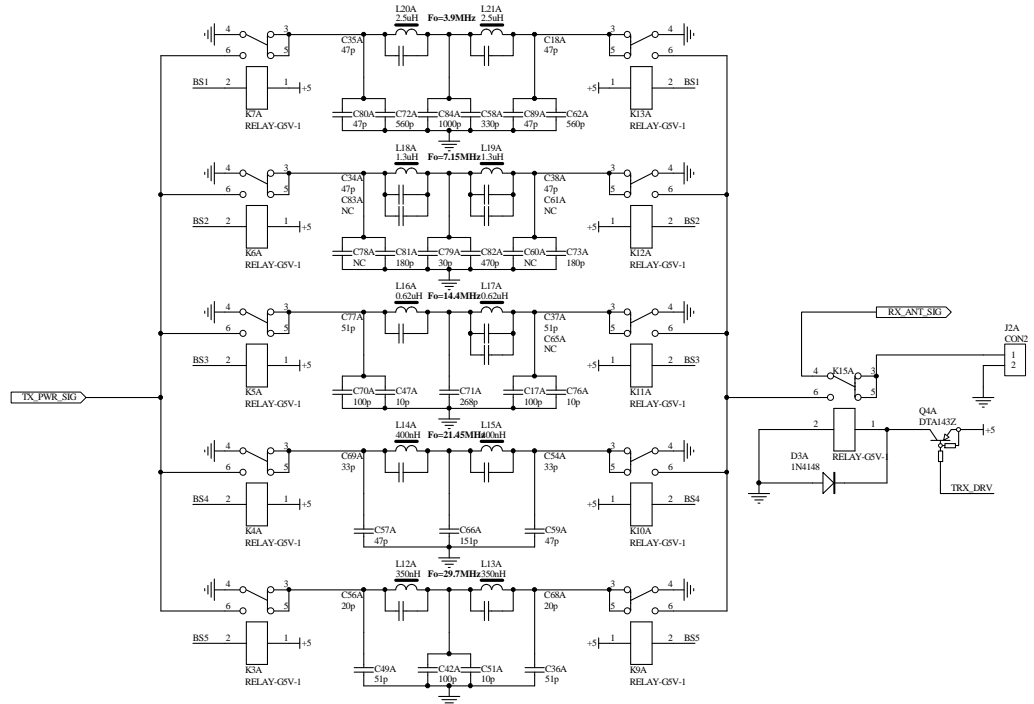 L20A
2.5uH
Fo=3.9MHz
L21A
2.5uH
4
3
6
5
C35A
47p
C18A
47p
3
4
5
6
BS1
2
1
+5
K7A
RELAY-G5V-1
C80A
47p
C72A
560p
C84A
1000p
C58A
330p
C89A
47p
C62A
560p
+5
1
2
BS1
K13A
RELAY-G5V-1
L18A
1.3uH
Fo=7.15MHz
L19A
1.3uH
4
3
6
5
C34A
47p
C83A
NC
C38A
47p
C61A
NC
3
4
5
6
BS2
2
1
+5
K6A
RELAY-G5V-1
C78A
NC
C81A
180p
C79A
30p
C82A
470p
C60A
NC
C73A
180p
+5
1
2
BS2
K12A
RELAY-G5V-1
L16A
0.62uH
Fo=14.4MHz
L17A
0.62uH
4
3
6
5
C77A
51p
C37A
51p
C65A
NC
3
4
5
6
BS3
2
1
+5
K5A
RELAY-G5V-1
C70A
100p
C47A
10p
C71A
268p
C17A
100p
C76A
10p
+5
1
2
BS3
K11A
RELAY-G5V-1
TX_PWR_SIG
RX_ANT_SIG
J2A
CON2
1
2
4
K15A
3
6
5
2
1
RELAY-G5V-1
Q4A
DTA143Z
+5
D3A
1N4148
TRX_DRV
L14A
400nH
Fo=21.45MHz
L15A
400nH
4
3
6
5
C69A
33p
C54A
33p
3
4
5
6
BS4
2
1
+5
K4A
RELAY-G5V-1
C57A
47p
C66A
151p
C59A
47p
+5
1
2
BS4
K10A
RELAY-G5V-1
L12A
350nH
Fo=29.7MHz
L13A
350nH
4
3
6
5
C56A
20p
C68A
20p
3
4
5
6
BS5
2
1
+5
K3A
RELAY-G5V-1
C49A
51p
C42A
100p
C51A
10p
C36A
51p
+5
1
2
BS5
K9A
RELAY-G5V-1